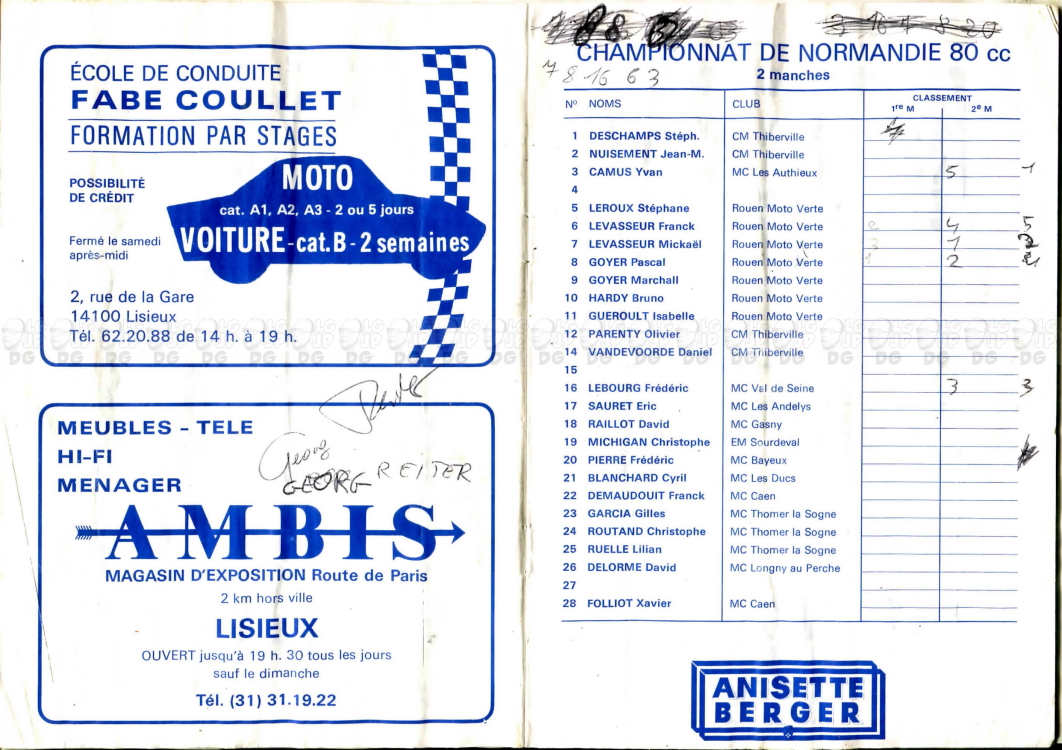 ÉCOLE DE CONDUITE
FABE COULLET
FORMATION PAR STAGES
POSSIBILITÉ
DE CRÉDIT
MOTO
cat. A1, A2, A3 - 2 ou 5 jours
Fermé le samedi
après-midi
VOITURE-cat.B-2 semaines
2, rue de la Gare
14100 Lisieux
Tél. 62.20.88 de 14 h. à 19 h.
MEUBLES - TELE
HI-FI
MENAGER
Georg
GEORG REITER
AMBIS
MAGASIN D'EXPOSITION Route de Paris
2 km hors ville
LISIEUX
OUVERT jusqu'à 19 h. 30 tous les jours
sauf le dimanche
Tél. (31) 31.19.22
CHAMPIONNAT DE NORMANDIE 80 cc
7 8 16 6 3
2 manches
Nº NOMS CLUB CLASSEMENT
1re M 2e M
1 DESCHAMPS Stéph. CM Thiberville
2 NUISEMENT Jean-M. CM Thiberville
3 CAMUS Yvan MC Les Authieux 5 1
4
5 LEROUX Stéphane Rouen Moto Verte
6 LEVASSEUR Franck Rouen Moto Verte 4 5
7 LEVASSEUR Mickaël Rouen Moto Verte 3 1
8 GOYER Pascal Rouen Moto Verte 1 2
9 GOYER Marchall Rouen Moto Verte
10 HARDY Bruno Rouen Moto Verte
11 GUEROULT Isabelle Rouen Moto Verte
12 PARENTY Olivier CM Thiberville
14 VANDEVOORDE Daniel CM Thiberville
15
16 LEBOURG Frédéric MC Val de Seine 3 3
17 SAURET Eric MC Les Andelys
18 RAILLOT David MC Gasny
19 MICHIGAN Christophe EM Sourdeval
20 PIERRE Frédéric MC Bayeux
21 BLANCHARD Cyril MC Les Ducs
22 DEMAUDOUIT Franck MC Caen
23 GARCIA Gilles MC Thomer la Sogne
24 ROUTAND Christophe MC Thomer la Sogne
25 RUELLE Lilian MC Thomer la Sogne
26 DELORME David MC Longny au Perche
27
28 FOLLIOT Xavier MC Caen
ANISETTE
BERGER